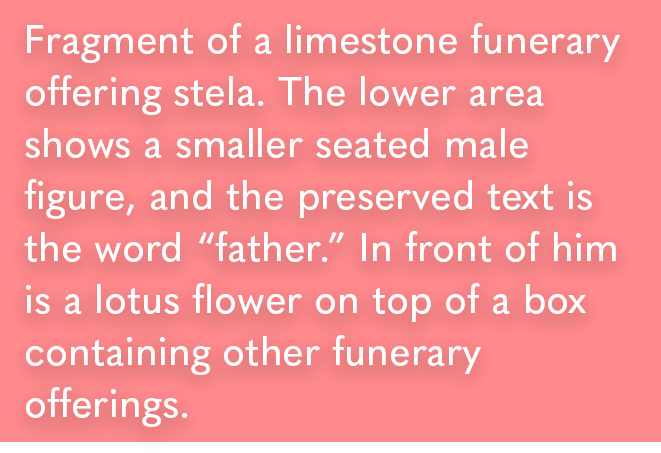 Fragment of a limestone funerary
offering stela. The lower area
shows a smaller seated male
figure, and the preserved text is
the word “father.” In front of him
is a lotus flower on top of a box
containing other funerary
offerings.